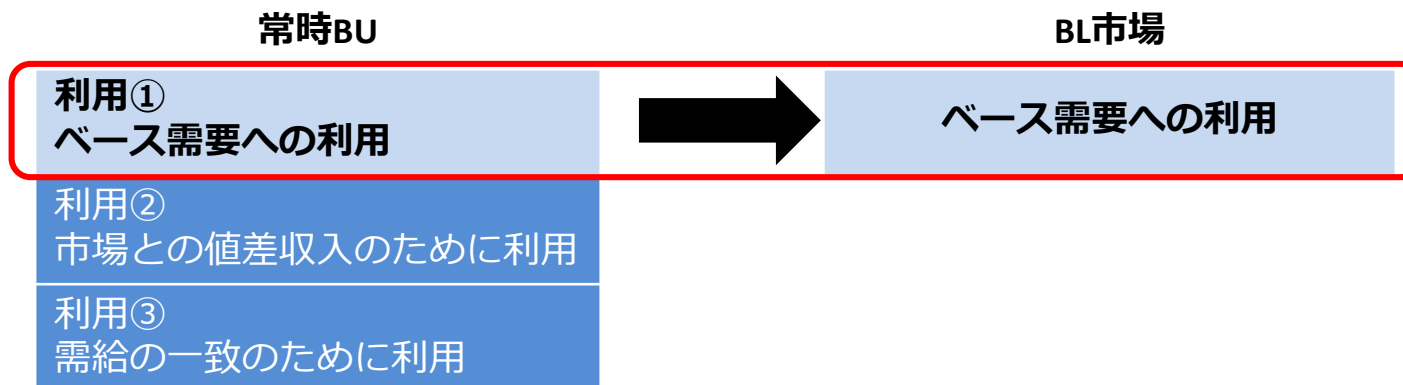 常時BU
BL市場
利用①
ベース需要への利用
ベース需要への利用
利用②
市場との値差収入のために利用
利用③
需給の一致のために利用